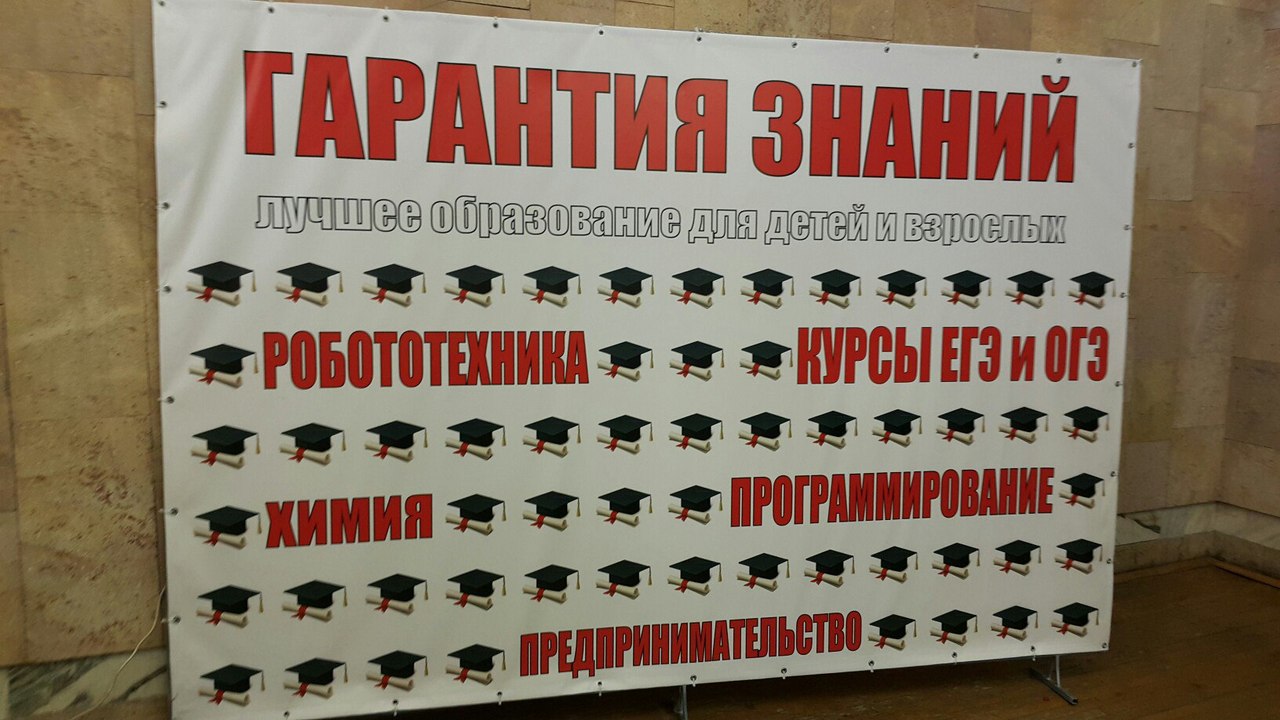 ГАРАНТИЯ ЗНАНИЙ
лучшее образование для детей и взрослых
РОБОТОТЕХНИКА КУРСЫ ЕГЭ и ОГЭ
ХИМИЯ ПРОГРАММИРОВАНИЕ
ПРЕДПРИНИМАТЕЛЬСТВО